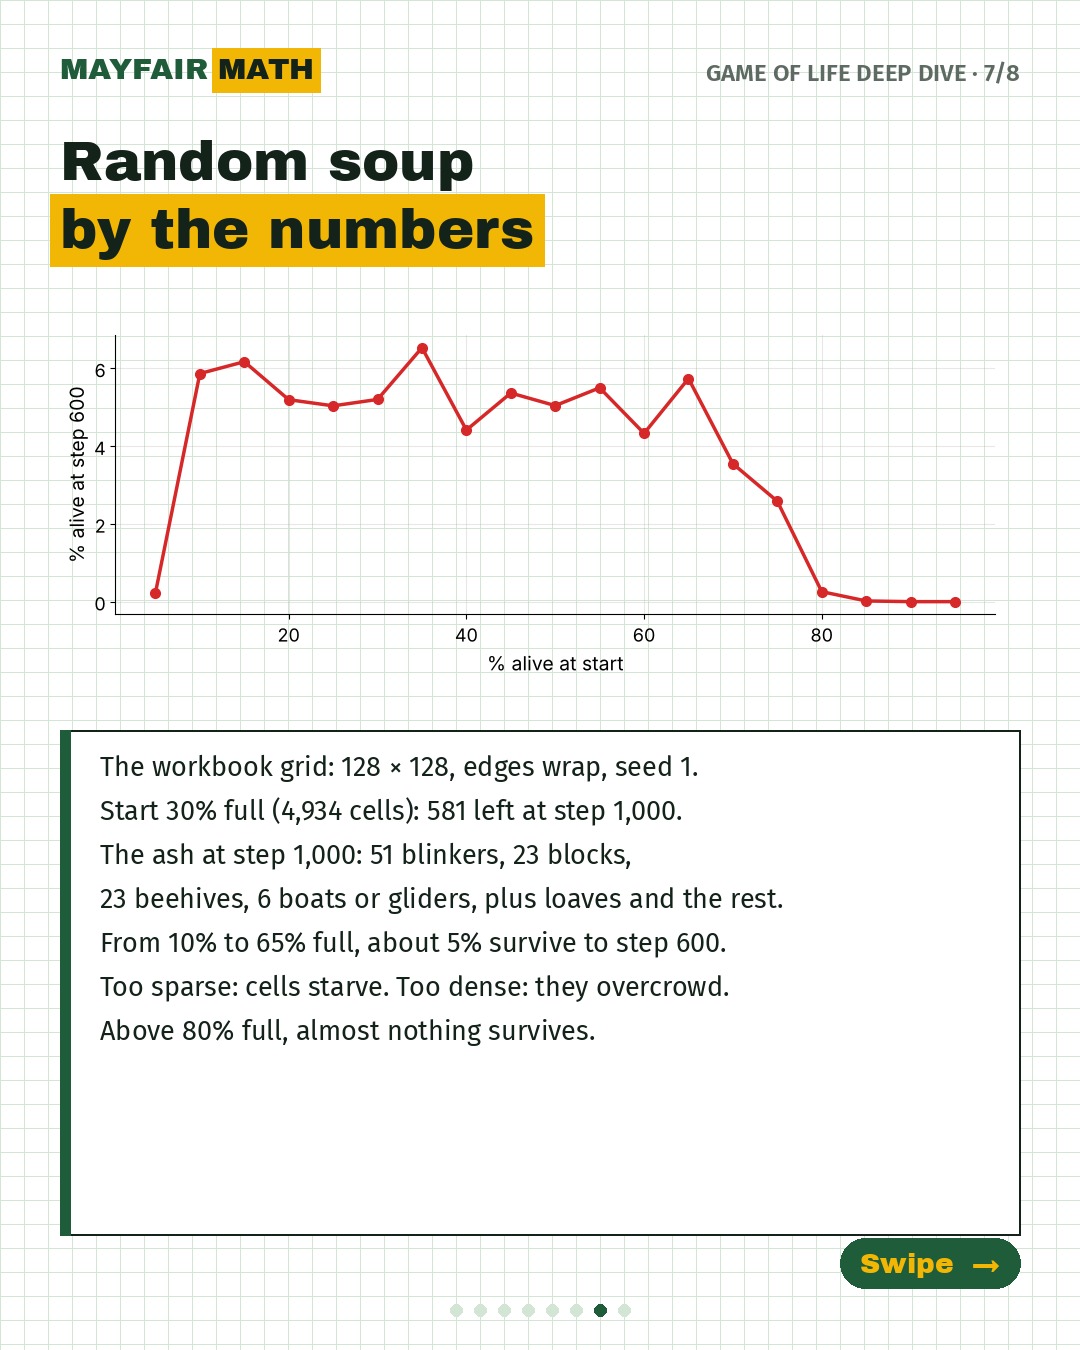 MAYFAIR MATH
GAME OF LIFE DEEP DIVE · 7/8
Random soup
by the numbers
6
4
2
0
% alive at step 600
20 40 60 80
% alive at start
The workbook grid: 128 × 128, edges wrap, seed 1.
Start 30% full (4,934 cells): 581 left at step 1,000.
The ash at step 1,000: 51 blinkers, 23 blocks,
23 beehives, 6 boats or gliders, plus loaves and the rest.
From 10% to 65% full, about 5% survive to step 600.
Too sparse: cells starve. Too dense: they overcrowd.
Above 80% full, almost nothing survives.
Swipe →